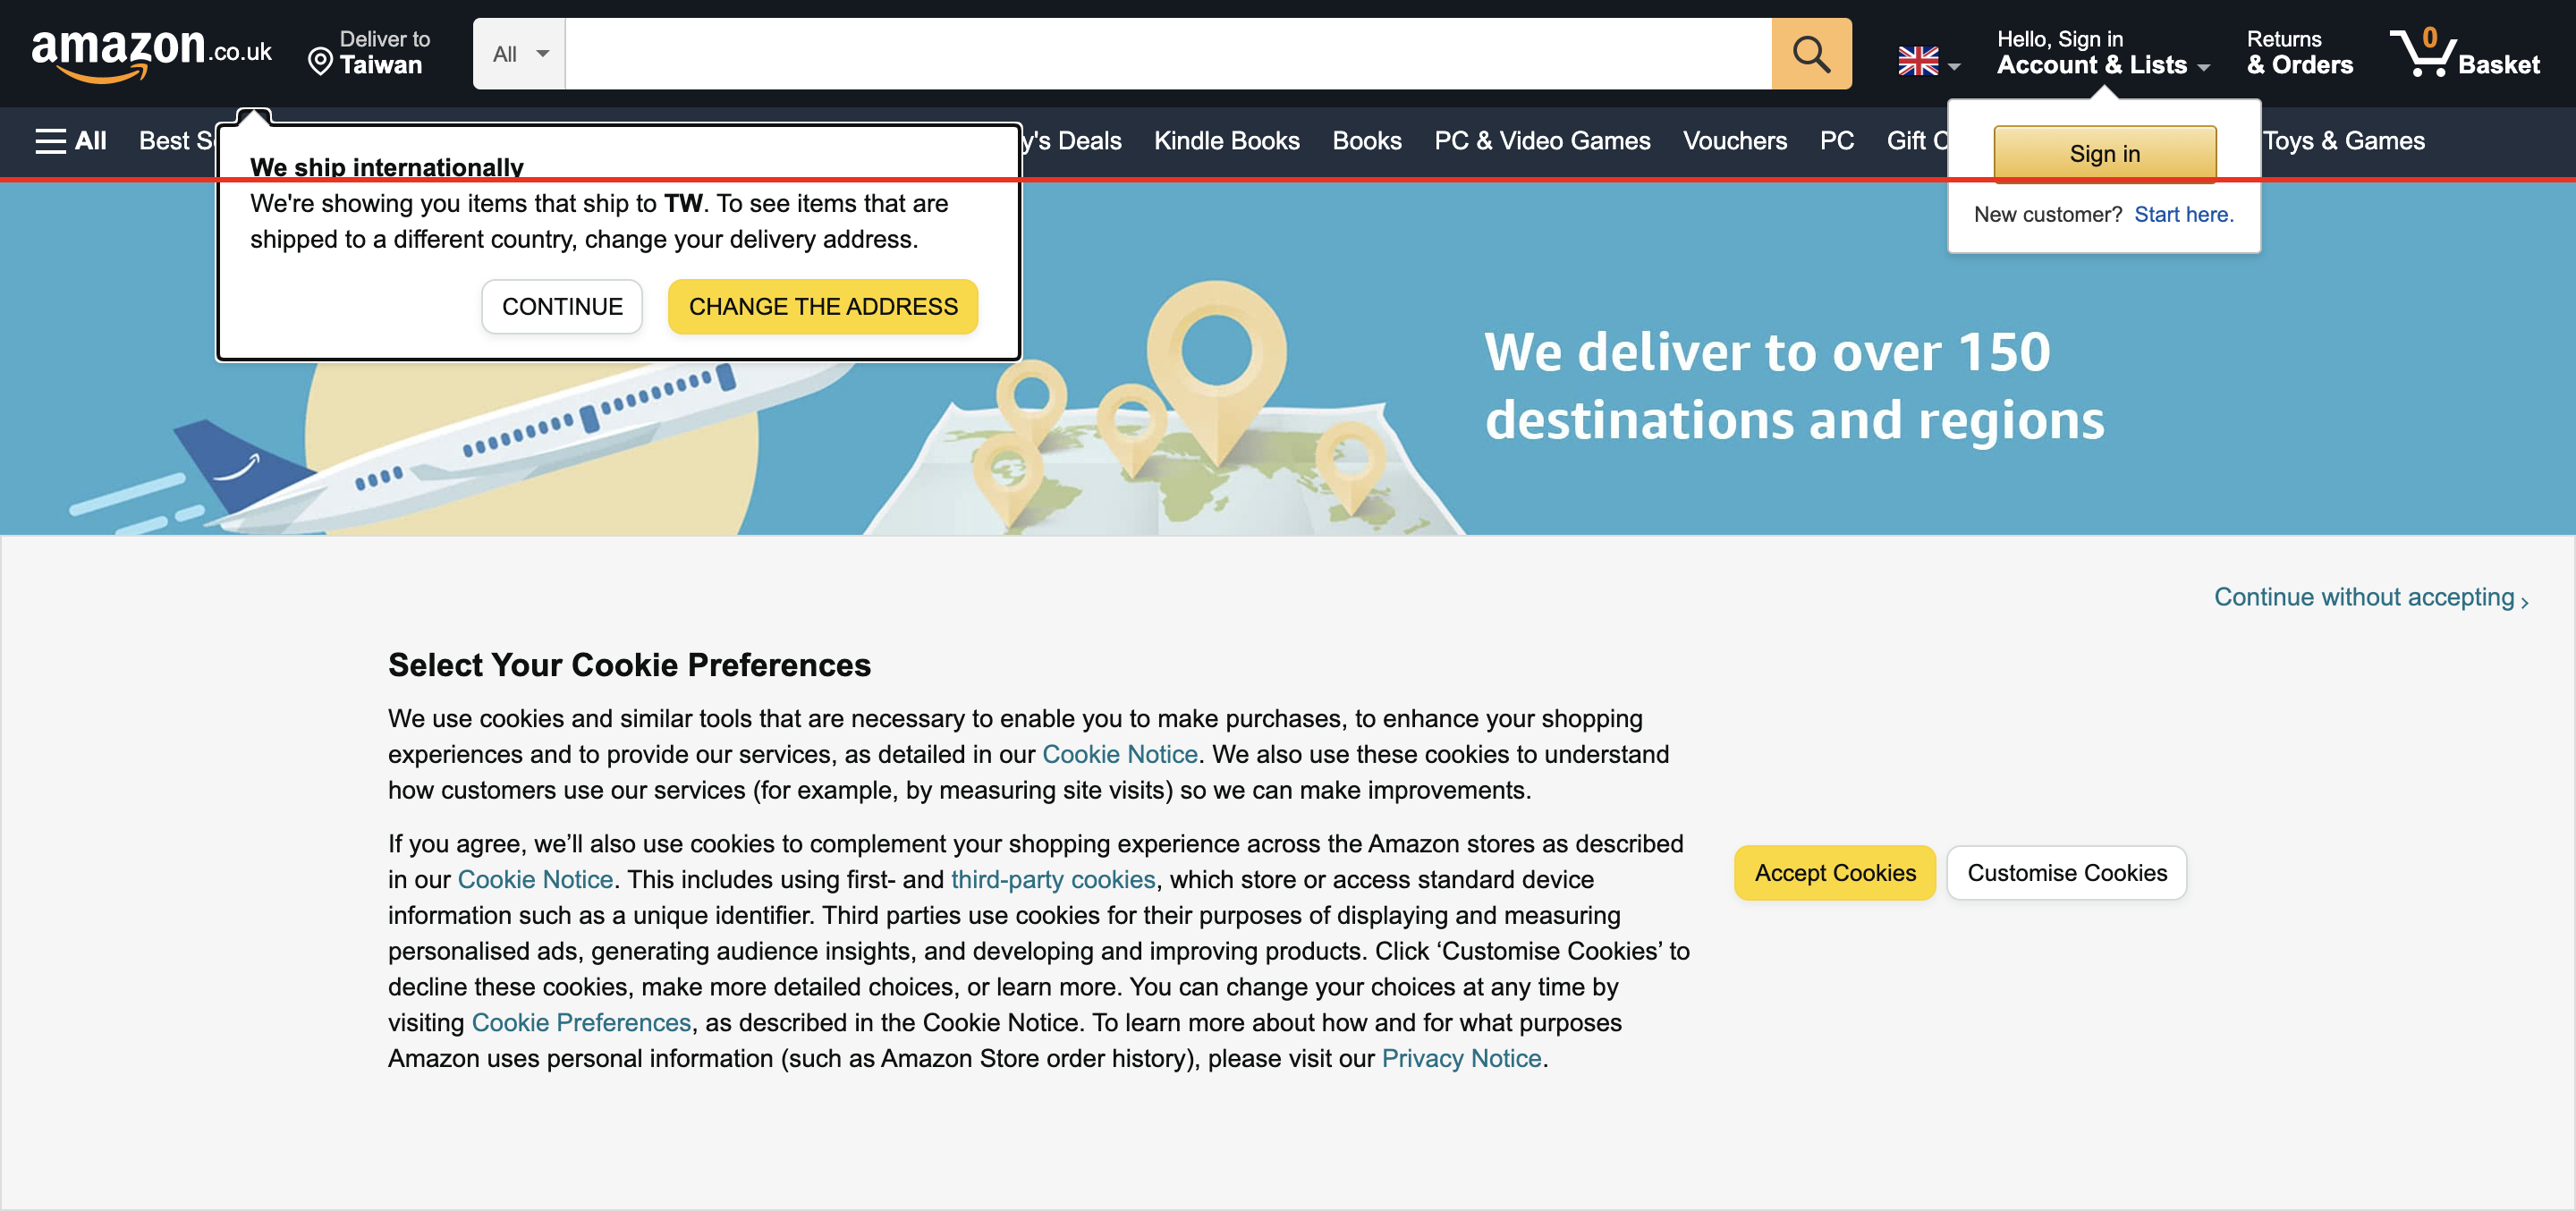 amazon.co.uk
Deliver to
Taiwan
All
Hello, Sign in
Account & Lists
Returns
& Orders
0
Basket
All
Best S
y's Deals
Kindle Books
Books
PC & Video Games
Vouchers
PC
Gift C
Toys & Games
We ship internationally
We're showing you items that ship to TW. To see items that are
shipped to a different country, change your delivery address.
CONTINUE
CHANGE THE ADDRESS
Sign in
New customer? Start here.
We deliver to over 150
destinations and regions
Continue without accepting ›
Select Your Cookie Preferences
We use cookies and similar tools that are necessary to enable you to make purchases, to enhance your shopping
experiences and to provide our services, as detailed in our Cookie Notice. We also use these cookies to understand
how customers use our services (for example, by measuring site visits) so we can make improvements.
If you agree, we’ll also use cookies to complement your shopping experience across the Amazon stores as described
in our Cookie Notice. This includes using first- and third-party cookies, which store or access standard device
information such as a unique identifier. Third parties use cookies for their purposes of displaying and measuring
personalised ads, generating audience insights, and developing and improving products. Click ‘Customise Cookies’ to
decline these cookies, make more detailed choices, or learn more. You can change your choices at any time by
visiting Cookie Preferences, as described in the Cookie Notice. To learn more about how and for what purposes
Amazon uses personal information (such as Amazon Store order history), please visit our Privacy Notice.
Accept Cookies
Customise Cookies